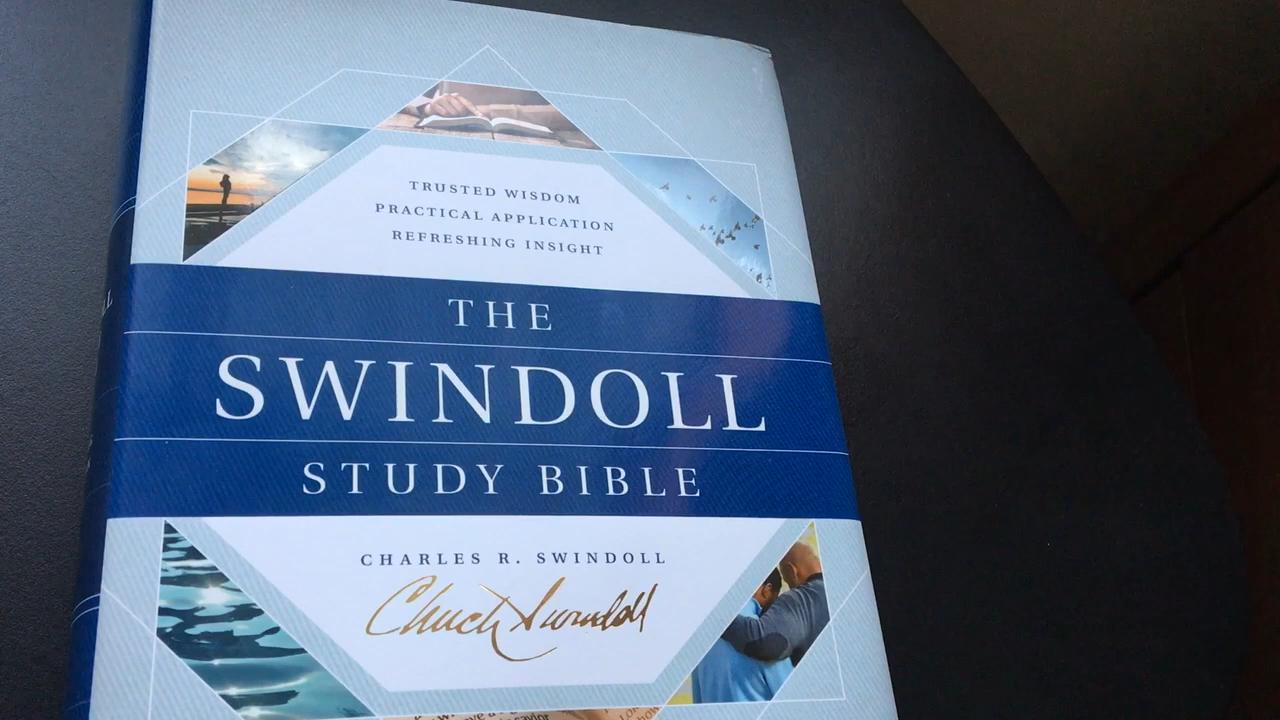 TRUSTED WISDOM
PRACTICAL APPLICATION
REFRESHING INSIGHT
THE
SWINDOLL
STUDY BIBLE
CHARLES R. SWINDOLL
Chuck Swindoll